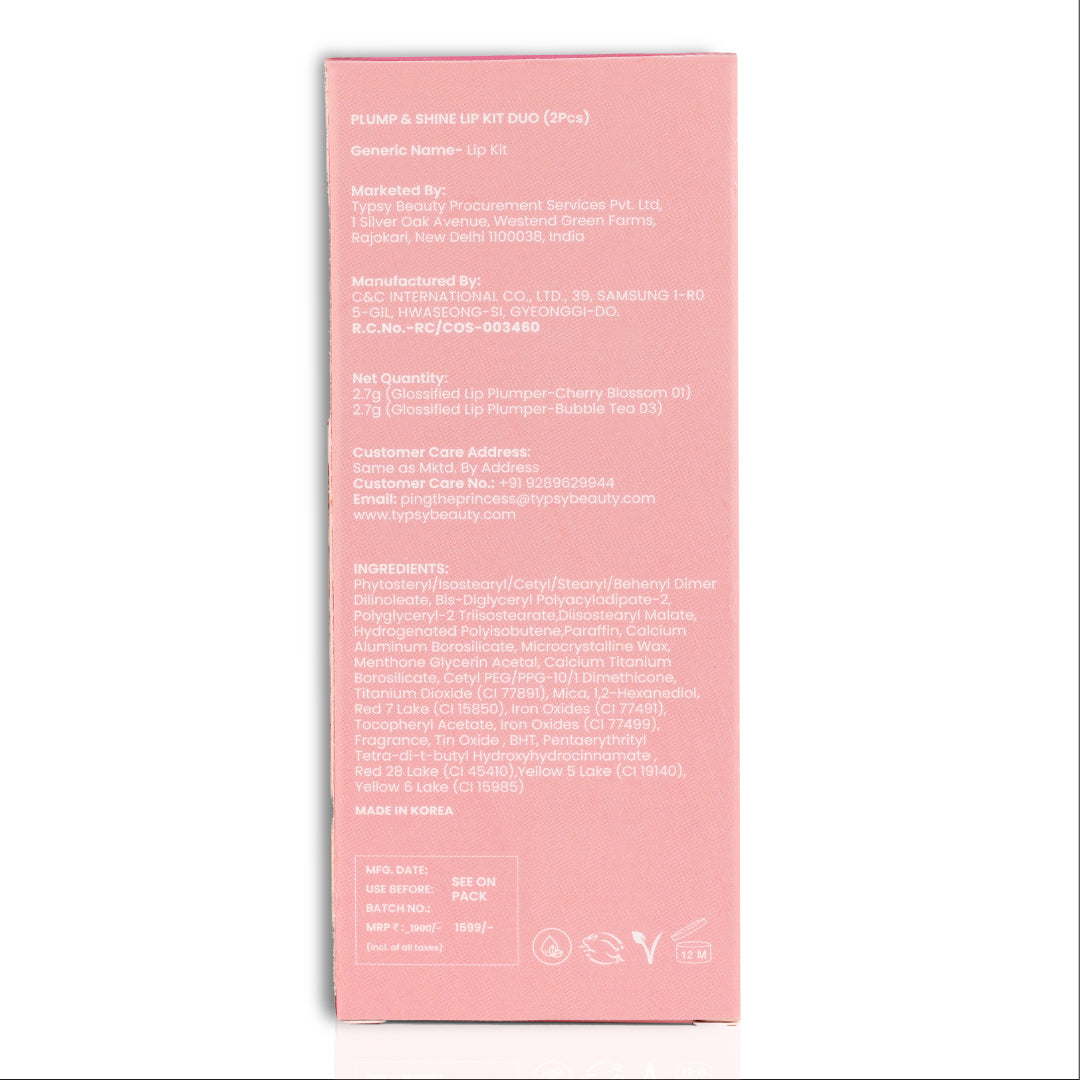 PLUMP & SHINE LIP KIT DUO (2Pcs)
Generic Name- Lip Kit
Marketed By:
Typsy Beauty Procurement Services Pvt. Ltd,
1 Silver Oak Avenue, Westend Green Farms,
Rajokari, New Delhi 1100038, India
Manufactured By:
C&C INTERNATIONAL CO., LTD., 39, SAMSUNG 1-R0
5-GIL, HWASEONG-SI, GYEONGGI-DO.
R.C.No.-RC/COS-003460
Net Quantity:
2.7g (Glossified Lip Plumper-Cherry Blossom 01)
2.7g (Glossified Lip Plumper-Bubble Tea 03)
Customer Care Address:
Same as Mktd. By Address
Customer Care No.: +91 9289629944
Email: pingtheprincess@typsybeauty.com
www.typsybeauty.com
INGREDIENTS:
Phytosteryl/Isostearyl/Cetyl/Stearyl/Behenyl Dimer
Dilinoleate, Bis-Diglyceryl Polyacyladipate-2,
Polyglyceryl-2 Triisostearate,Diisostearyl Malate,
Hydrogenated Polyisobutene,Paraffin, Calcium
Aluminum Borosilicate, Microcrystalline Wax,
Menthane Glycerin Acetal, Calcium Titanium
Borosilicate, Cetyl PEG/PPG-10/1 Dimethicone,
Titanium Dioxide (CI 77891), Mica, 1,2-Hexanediol,
Red 7 Lake (CI 15850), Iron Oxides (CI 77491),
Tocopheryl Acetate, Iron Oxides (CI 77499),
Fragrance, Tin Oxide , BHT, Pentaerythrityl
Tetra-di-t-butyl Hydroxyhydrocinnamate ,
Red 28 Lake (CI 45410),Yellow 5 Lake (CI 19140),
Yellow 6 Lake (CI 15985)
MADE IN KOREA
MFG. DATE:
USE BEFORE: SEE ON
BATCH NO.: PACK
MRP ₹ : 1900/- 1599/-
(incl. of all taxes)
12 M